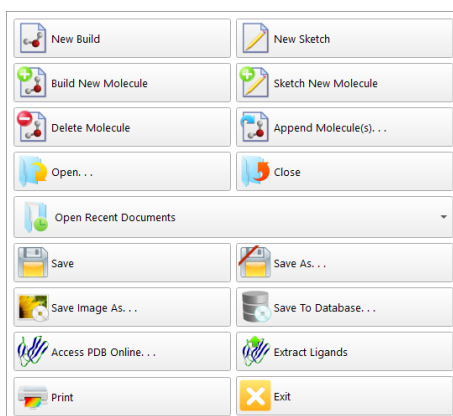 New Build
New Sketch
Build New Molecule
Sketch New Molecule
Delete Molecule
Append Molecule(s). . .
Open. . .
Close
Open Recent Documents
Save
Save As. . .
Save Image As. . .
Save To Database. . .
Access PDB Online. . .
Extract Ligands
Print
Exit